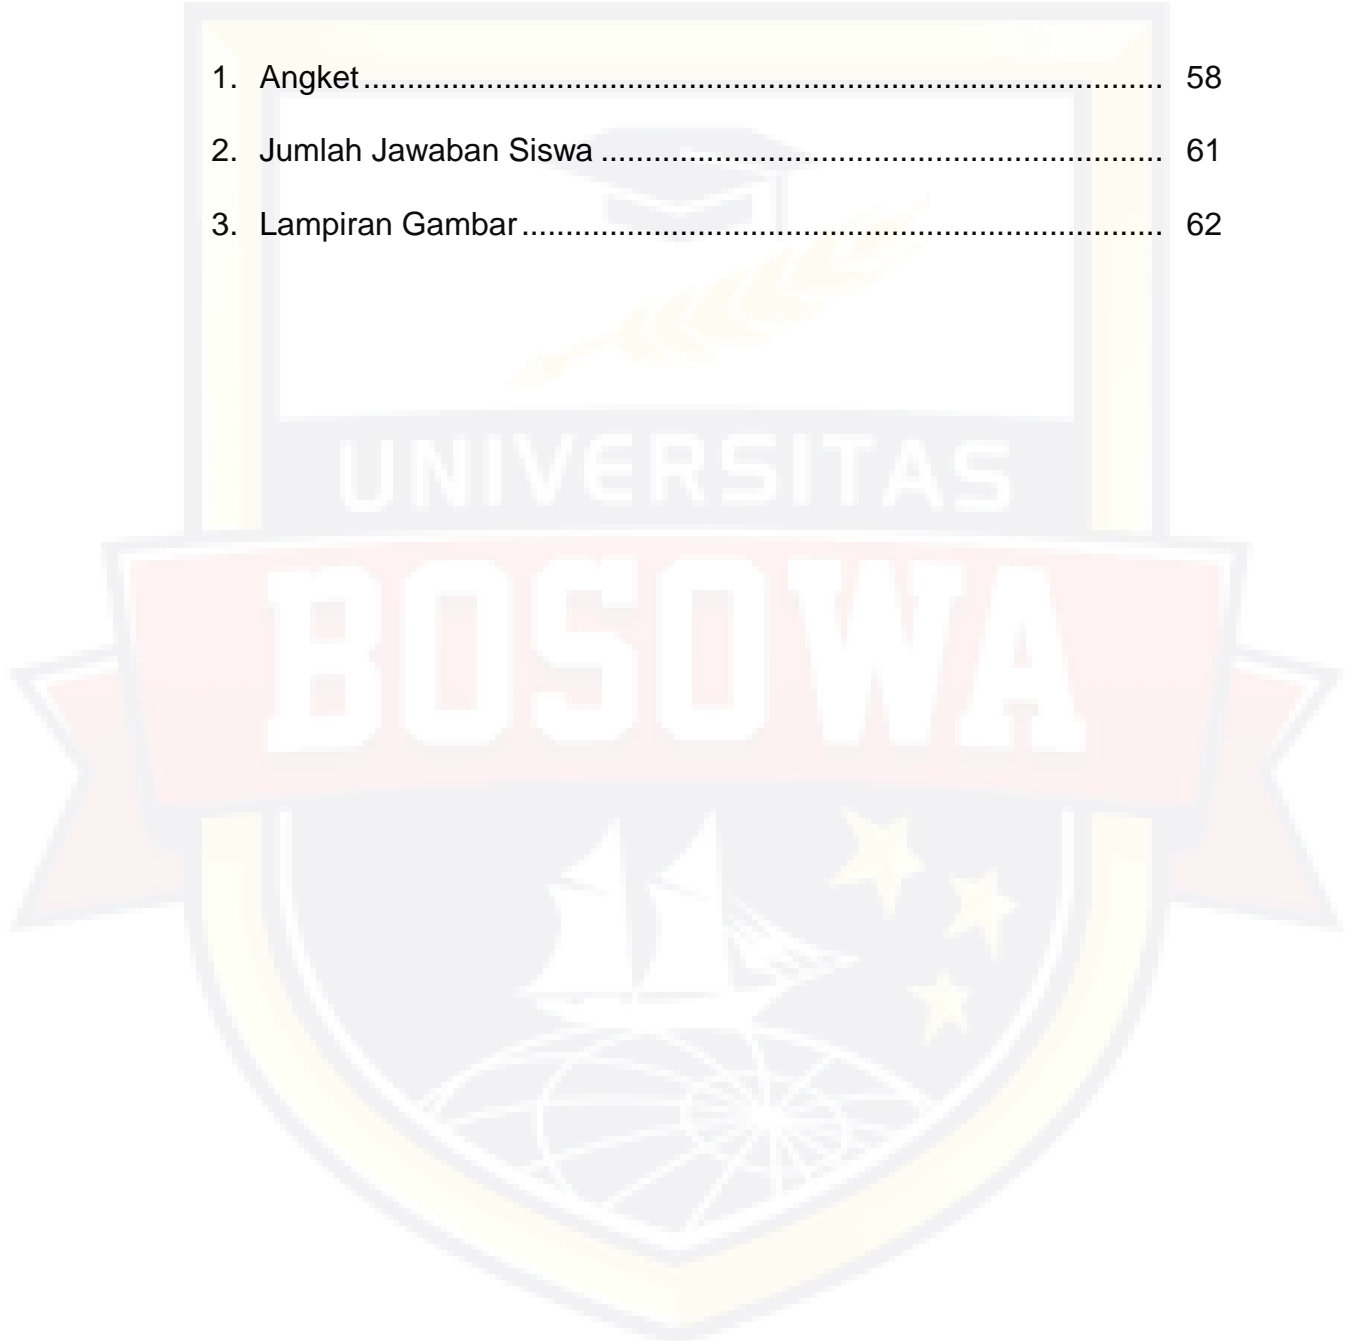 1. Angket........................................................................................... 58
2. Jumlah Jawaban Siswa ................................................................ 61
3. Lampiran Gambar......................................................................... 62
UNIVERSITAS
BOSOWA